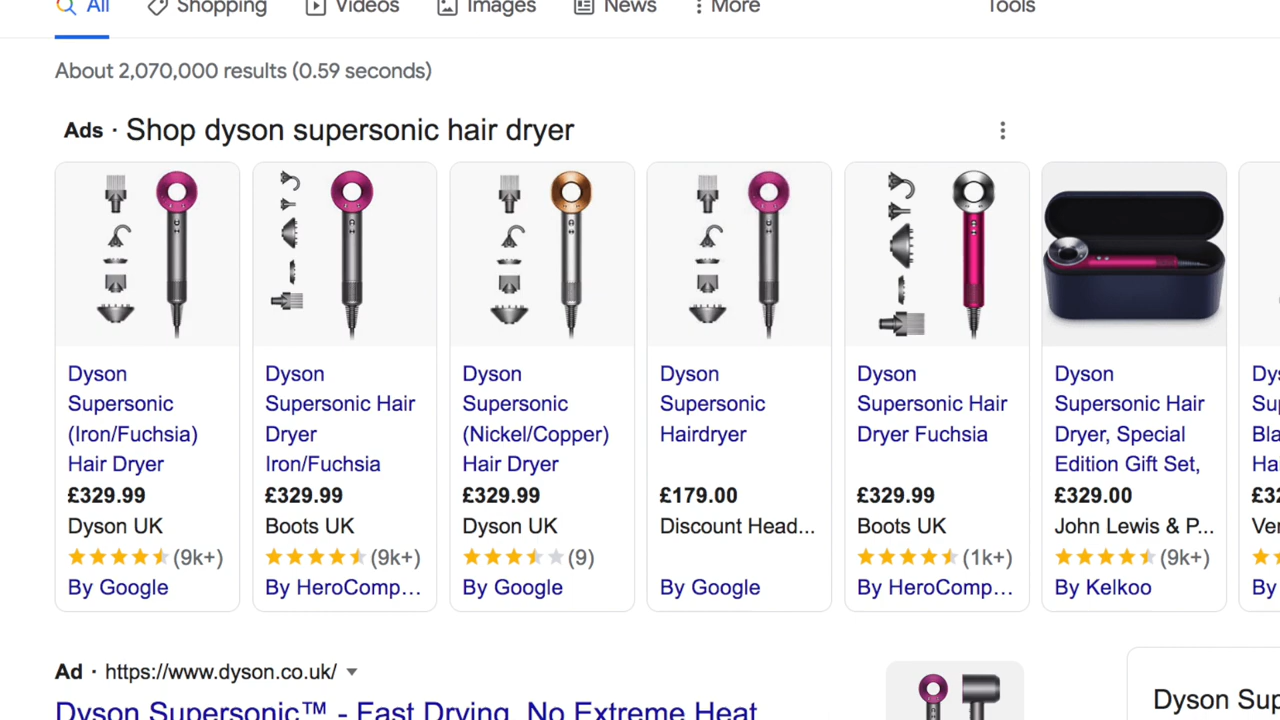 All Shopping Videos Images News More Tools
About 2,070,000 results (0.59 seconds)
Ads · Shop dyson supersonic hair dryer
Dyson
Supersonic
(Iron/Fuchsia)
Hair Dryer
£329.99
Dyson UK
(9k+)
By Google
Dyson
Supersonic Hair
Dryer
Iron/Fuchsia
£329.99
Boots UK
(9k+)
By HeroComp...
Dyson
Supersonic
(Nickel/Copper)
Hair Dryer
£329.99
Dyson UK
(9)
By Google
Dyson
Supersonic
Hairdryer
£179.00
Discount Head...
By Google
Dyson
Supersonic Hair
Dryer Fuchsia
£329.99
Boots UK
(1k+)
By HeroComp...
Dyson
Supersonic Hair
Dryer, Special
Edition Gift Set,
£329.00
John Lewis & P...
(9k+)
By Kelkoo
By
Ad · https://www.dyson.co.uk/
Dyson Supersonic™ - Fast Drying, No Extreme Heat
Dyson